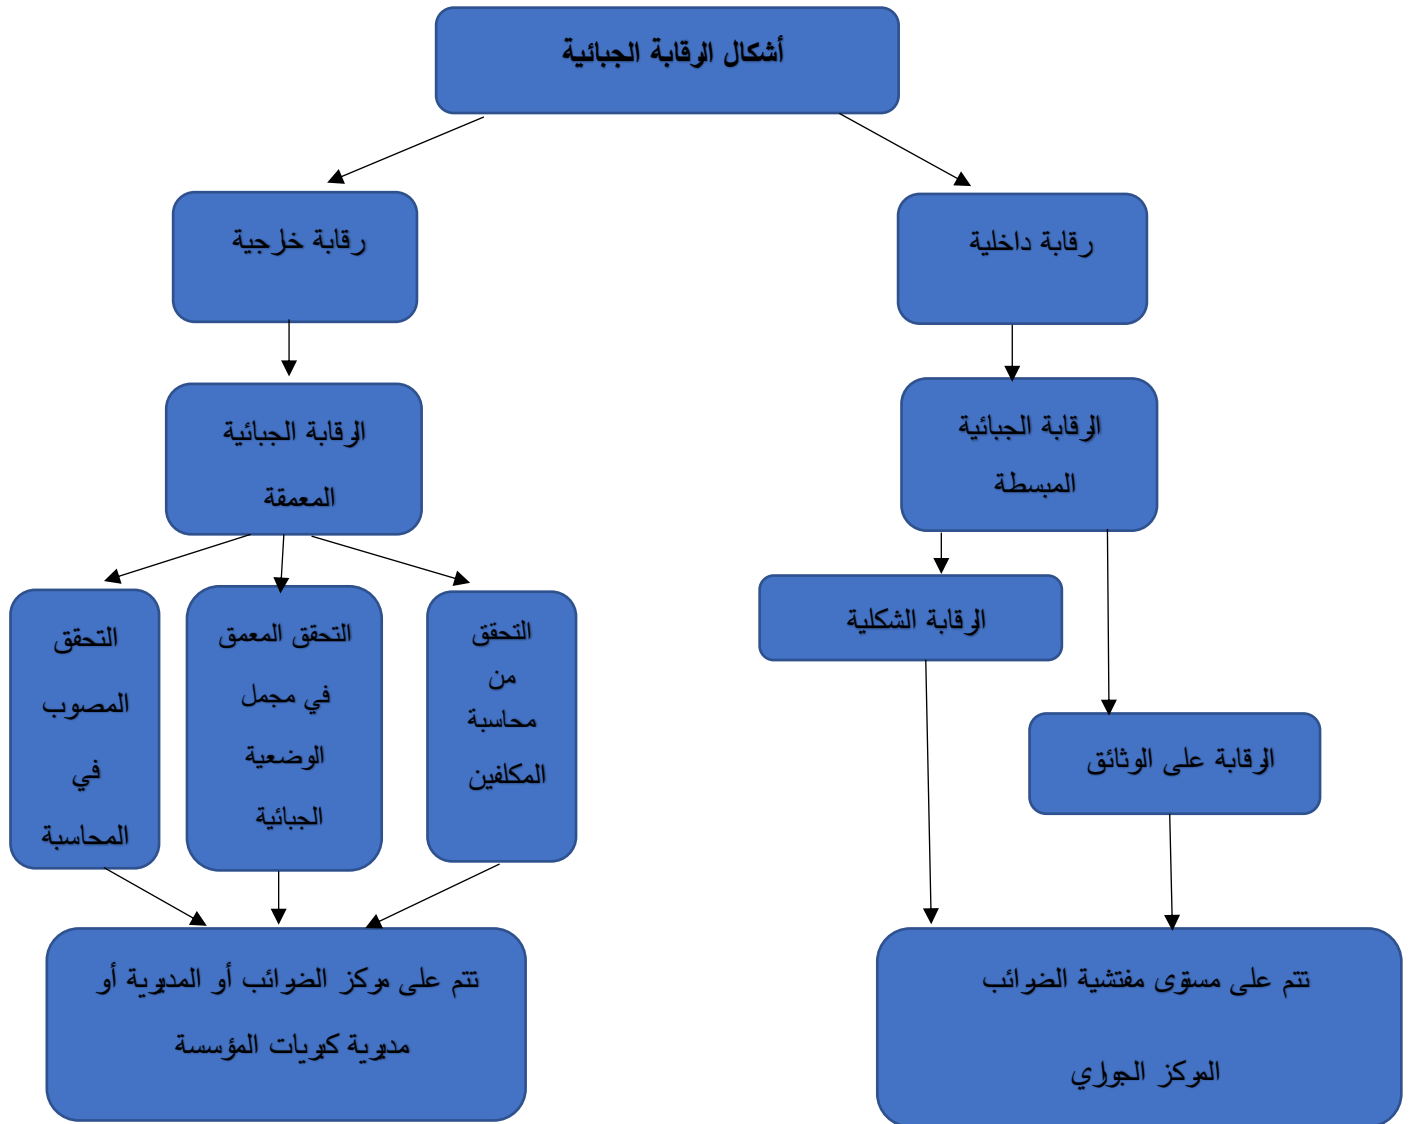 أشكال الرقابة الجبائية
رقابة داخلية
رقابة خارجية
الرقابة الجبائية
المبسطة
الرقابة الجبائية
المعمقة
الرقابة الشكلية
الرقابة على الوثائق
التحقق
من
محاسبة
المكلفين
التحقق المعمق
في مجمل
الوضعية
الجبائية
التحقق
المصوب
في
المحاسبة
تتم على مستوى مفتشية الضرائب
المركز الجواري
تتم على مركز الضرائب أو المديرية أو
مديرية كبريات المؤسسة